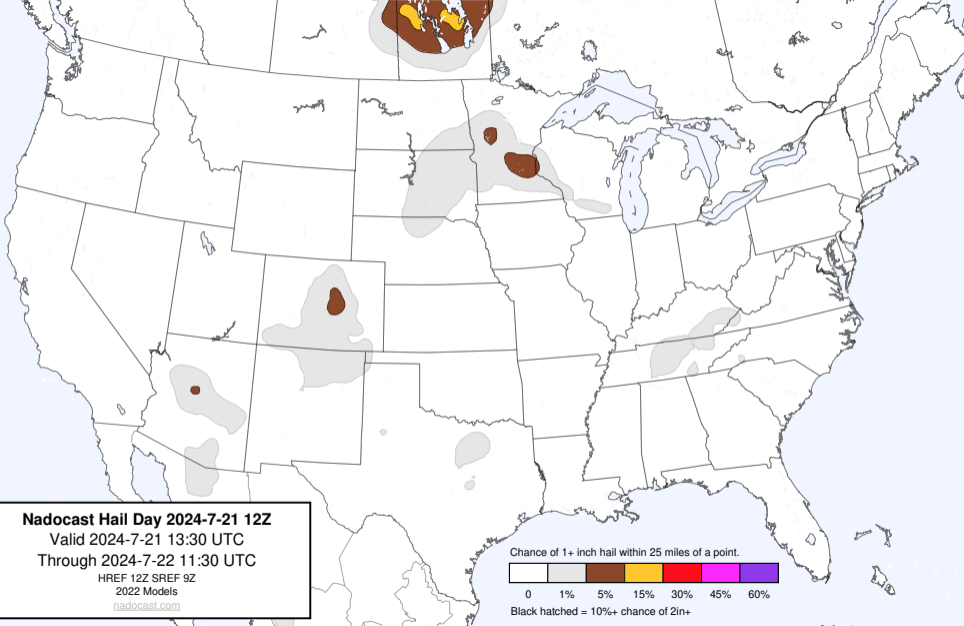 Nadocast Hail Day 2024-7-21 12Z
Valid 2024-7-21 13:30 UTC
Through 2024-7-22 11:30 UTC
HREF 12Z SREF 9Z
2022 Models
nadocast.com
Chance of 1+ inch hail within 25 miles of a point.
0 1% 5% 15% 30% 45% 60%
Black hatched = 10%+ chance of 2in+